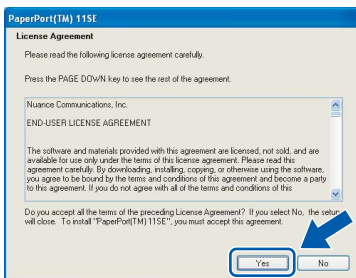 PaperPort(TM) 11SE
License Agreement
Please read the following license agreement carefully.
Press the PAGE DOWN key to see the rest of the agreement.
Nuance Communications, Inc.
END-USER LICENSE AGREEMENT
The software and materials provided with this agreement are licensed, not sold, and are
available for use only under the terms of this license agreement. Please read this
agreement carefully. By downloading, installing, copying, or otherwise using the software,
you agree to be bound by the terms and conditions of this agreement and become a party
to this agreement. If you do not agree with all of the terms and conditions of this
Do you accept all the terms of the preceding License Agreement? If you select No, the setup
will close. To install "PaperPort(TM) 11SE", you must accept this agreement.
Yes
No